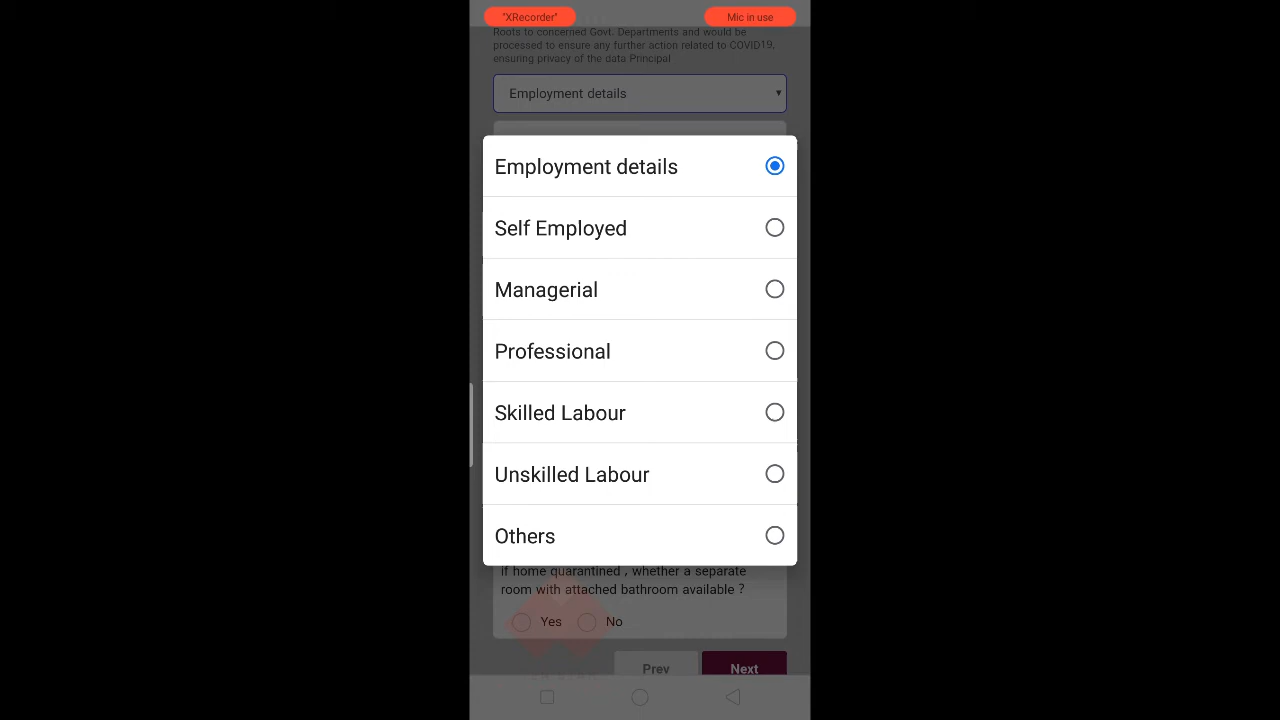 "XRecorder"
Mic in use
Roots to concerned Govt. Departments and would be
processed to ensure any further action related to COVID19,
ensuring privacy of the data Principal
Employment details
Employment details
Self Employed
Managerial
Professional
Skilled Labour
Unskilled Labour
Others
If home quarantined , whether a separate
room with attached bathroom available ?
Yes No
Prev Next